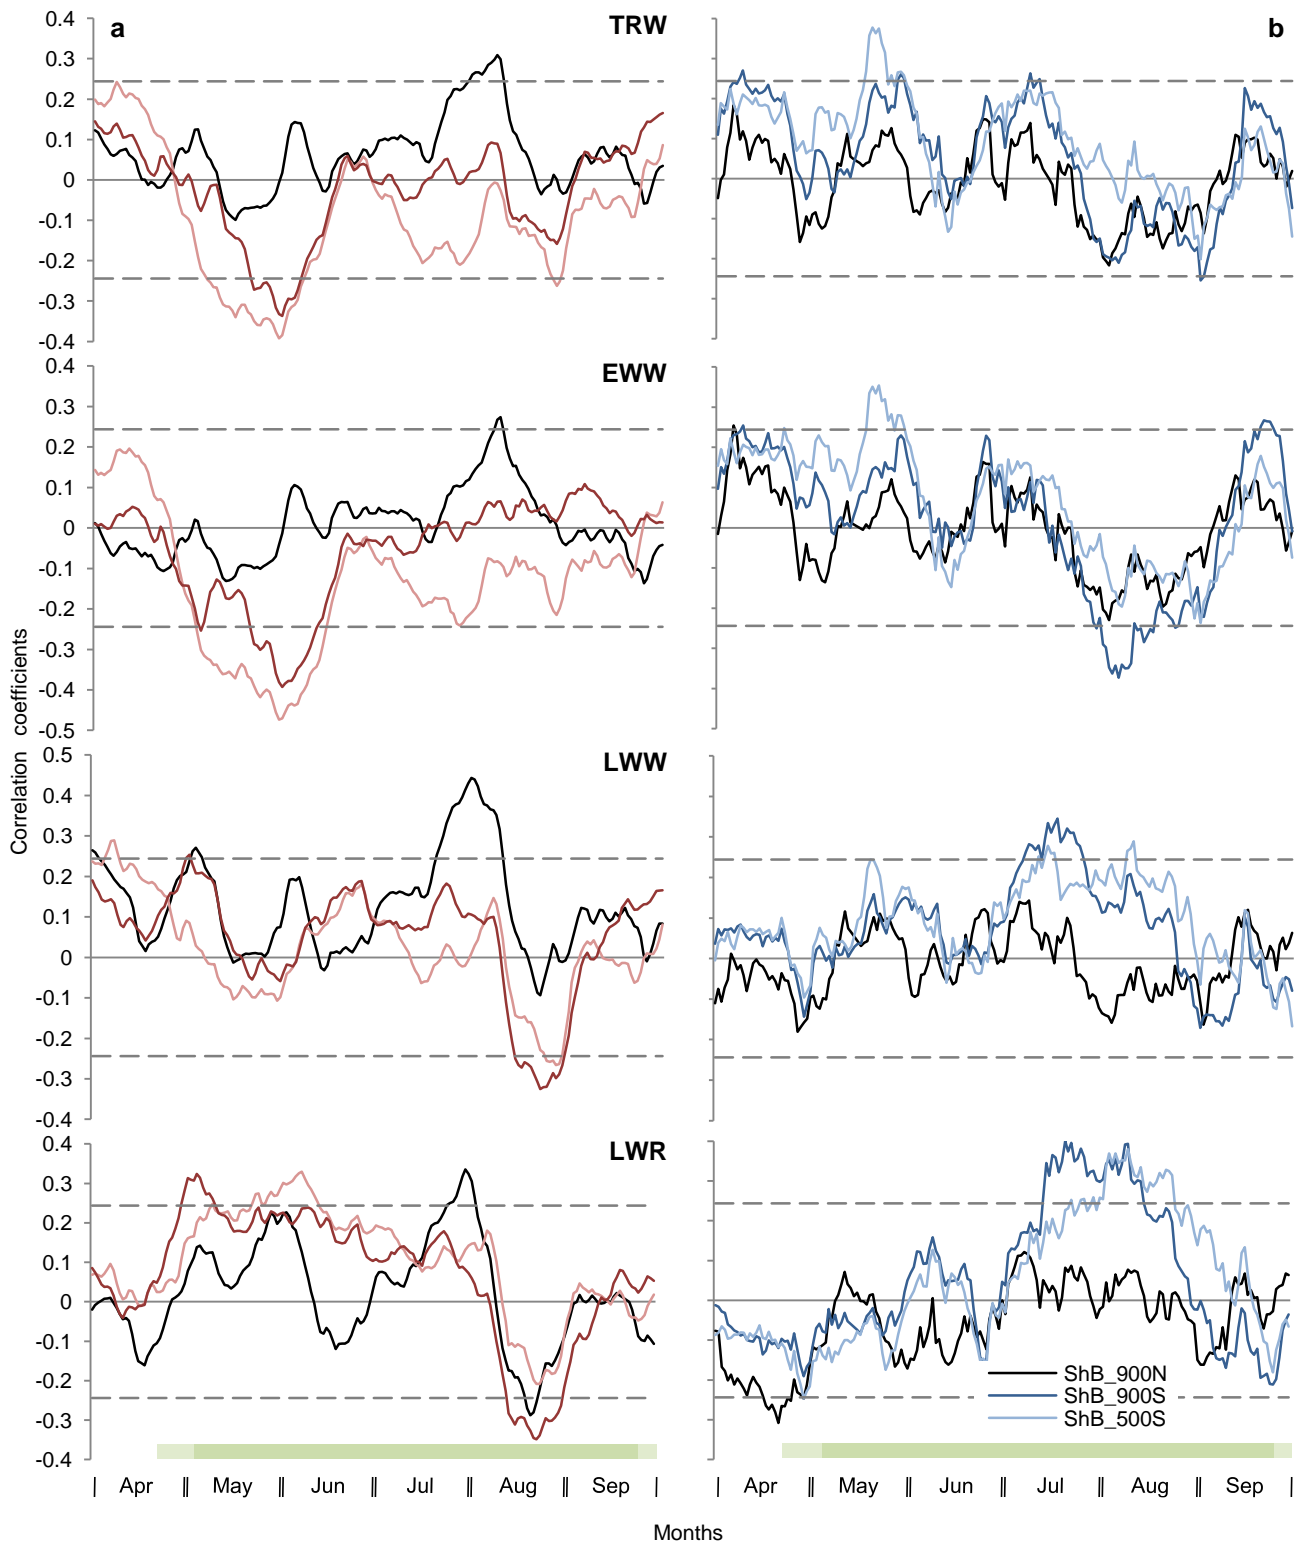 a
TRW
b
0.4
0.3
0.2
0.1
0
-0.1
-0.2
-0.3
-0.4
EWW
0.4
0.3
0.2
0.1
0
-0.1
-0.2
-0.3
-0.4
-0.5
Correlation coefficients
LWW
0.5
0.4
0.3
0.2
0.1
0
-0.1
-0.2
-0.3
-0.4
LWR
0.4
0.3
0.2
0.1
0
-0.1
-0.2
-0.3
-0.4
ShB_900N
ShB_900S
ShB_500S
| Apr || May || Jun || Jul || Aug || Sep |
| Apr || May || Jun || Jul || Aug || Sep |
Months